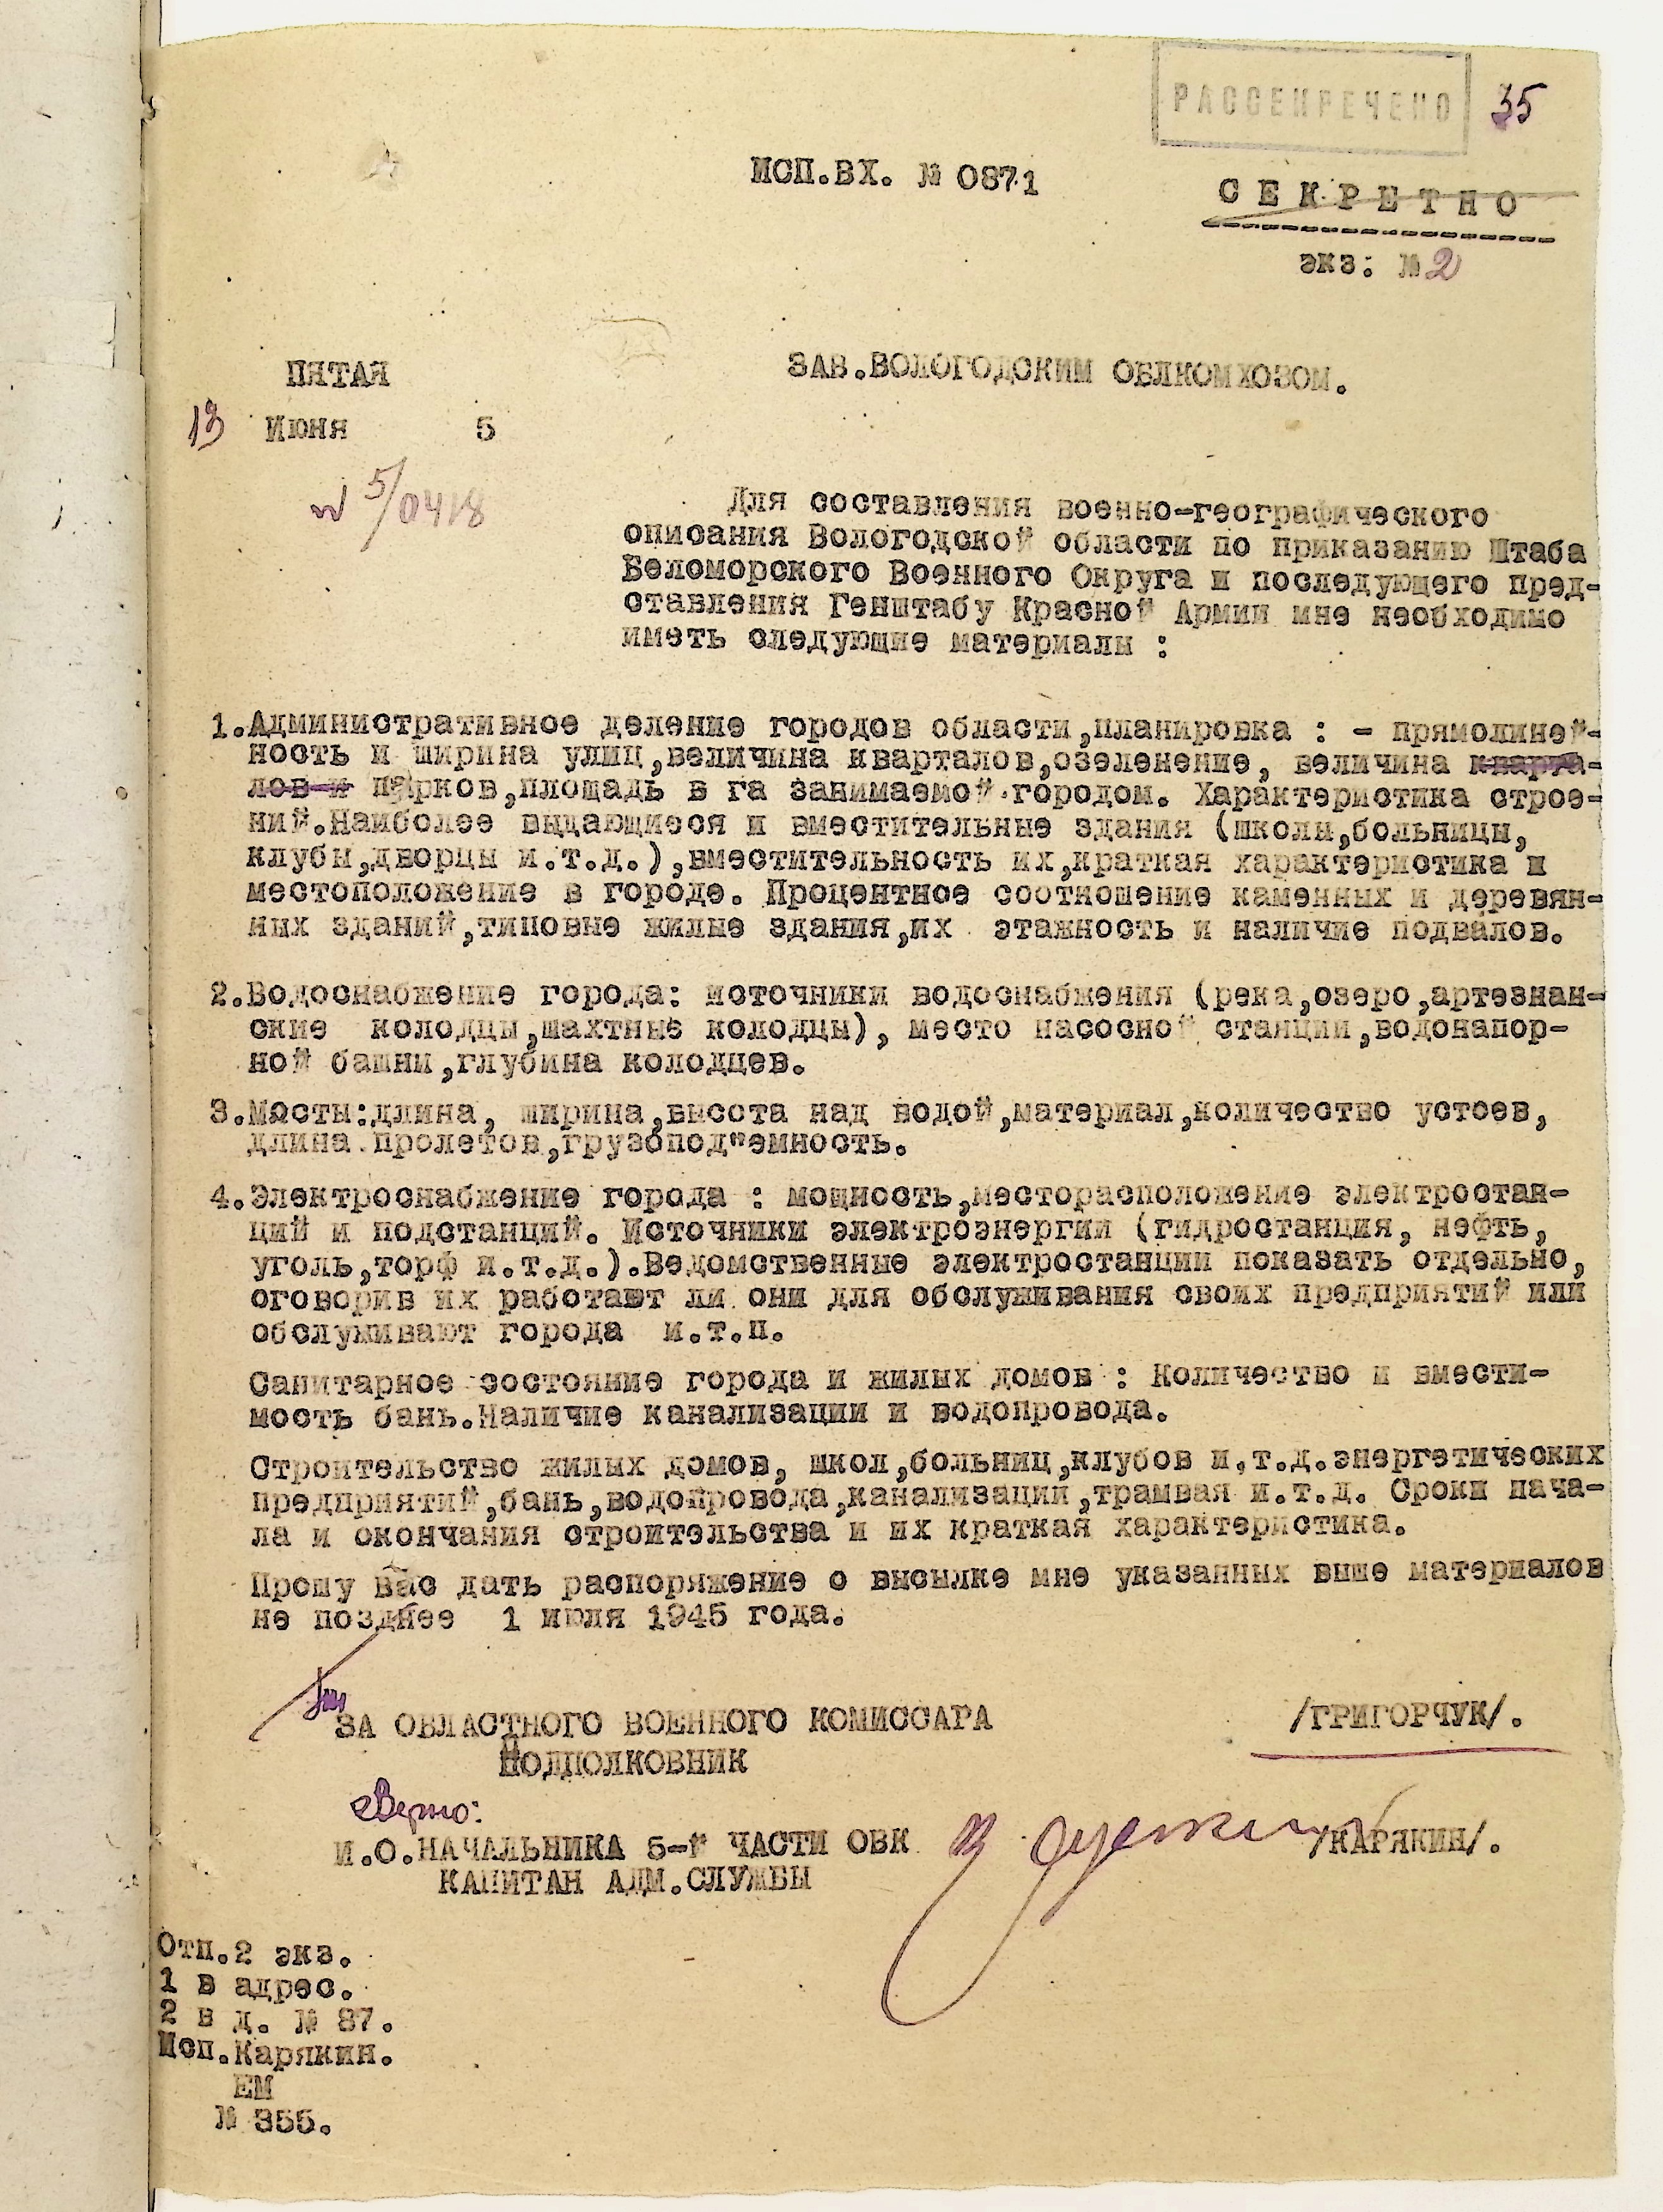 РАССЕКРЕЧЕНО 35
ИСП.ВХ. № 0871
СЕКРЕТНО
экз: № 2
ПЯТАЯ
ЗАВ.ВОЛОГОДСКИМ ОБЛКОМХОЗОМ.
13 Июня 5
№ 5/0418
Для составления военно-географического
описания Вологодской области по приказанию Штаба
Беломорского Военного Округа и последующего пред-
ставления Генштабу Красной Армии мне необходимо
иметь следующие материалы :
1.Административное деление городов области,планировка : - прямолиней-
ность и ширина улиц,величина кварталов,озеленение, величина кварта-
лов и парков,площадь в га занимаемой городом. Характеристика строе-
ний.Наиболее выдающиеся и вместительные здания (школы,больницы,
клубы,дворцы и.т.д.),вместительность их,краткая характеристика и
местоположение в городе. Процентное соотношение каменных и деревян-
ных зданий,типовые жилые здания,их этажность и наличие подвалов.
2.Водоснабжение города: источники водоснабжения (река,озеро,артезиан-
ские колодцы,шахтные колодцы), место насосной станции,водонапор-
ной башни,глубина колодцев.
3.Мосты:длина, ширина,высота над водой,материал,количество устоев,
длина пролетов,грузопод"емность.
4.Электроснабжение города : мощность,месторасположение электростан-
ций и подстанций. Источники электроэнергии (гидростанция, нефть,
уголь,торф и.т.д.).Ведомственные электростанции показать отдельно,
оговорив их работают ли они для обслуживания своих предприятий или
обслуживают города и.т.п.
Санитарное состояние города и жилых домов : Количество и вмести-
мость бань.Наличие канализации и водопровода.
Строительство жилых домов, школ,больниц,клубов и.т.д.энергетических
предприятий,бань,водопровода,канализации,трамвая и.т.д. Сроки нача-
ла и окончания строительства и их краткая характеристика.
Прошу Вас дать распоряжение о высылке мне указанных выше материалов
не позднее 1 июля 1945 года.
ЗА ОБЛАСТНОГО ВОЕННОГО КОМИССАРА /ГРИГОРЧУК/.
ПОДПОЛКОВНИК
Верно:
И.О.НАЧАЛЬНИКА 5-й ЧАСТИ ОВК /КАРЯКИН/.
КАПИТАН АДМ.СЛУЖБЫ
Отп.2 экз.
1 в адрес.
2 в д. № 37.
Исп.Карякин.
ЕМ
№ 355.